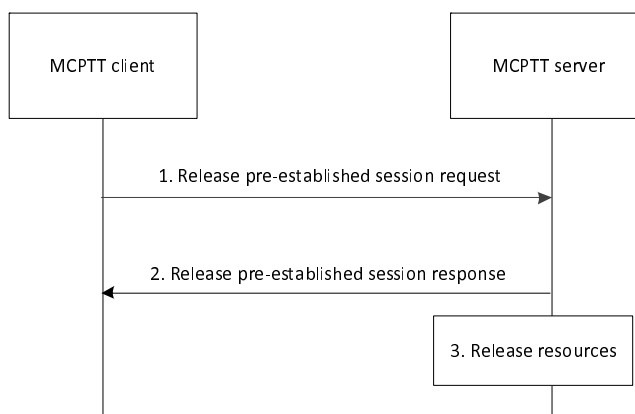 MCPTT client
MCPTT server
1. Release pre-established session request
2. Release pre-established session response
3. Release resources